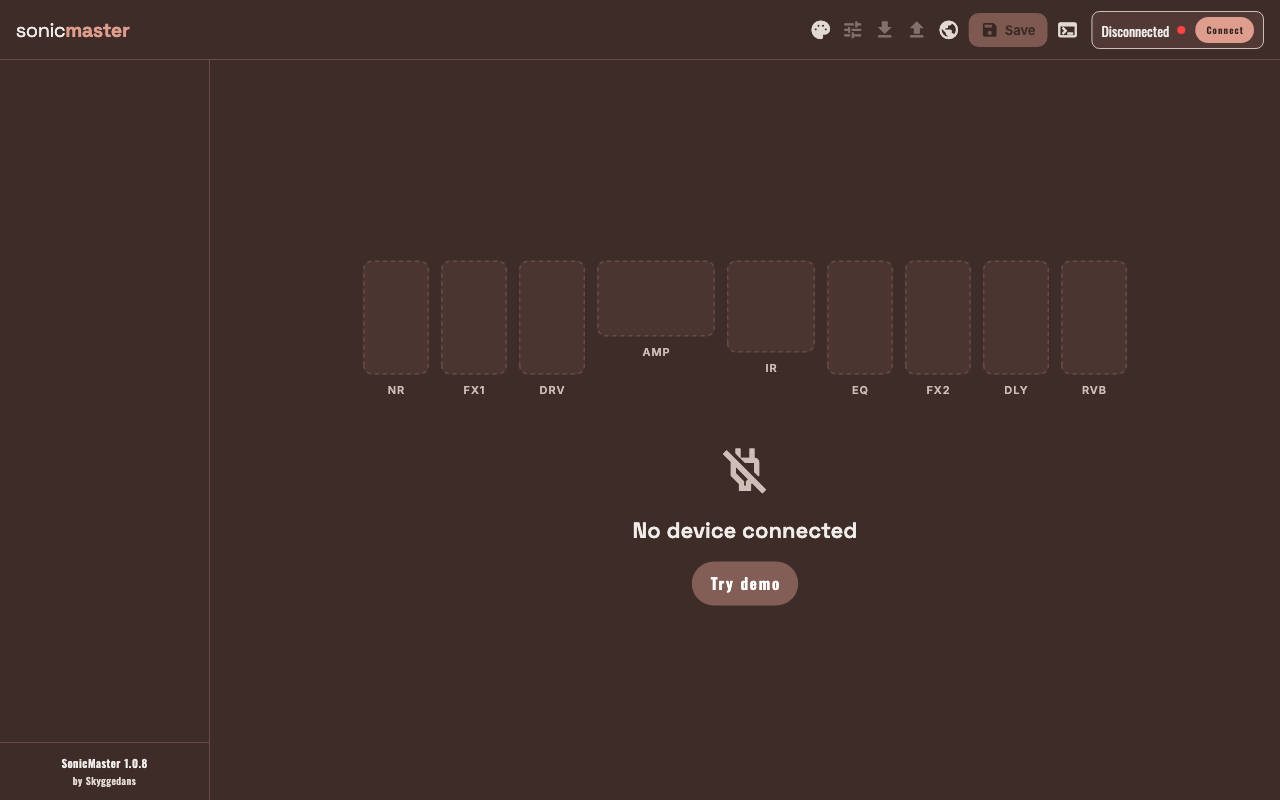 sonicmaster
Save
Disconnected
Connect
NR
FX1
DRV
AMP
IR
EQ
FX2
DLY
RVB
No device connected
Try demo
SonicMaster 1.0.8
by Skyggedans